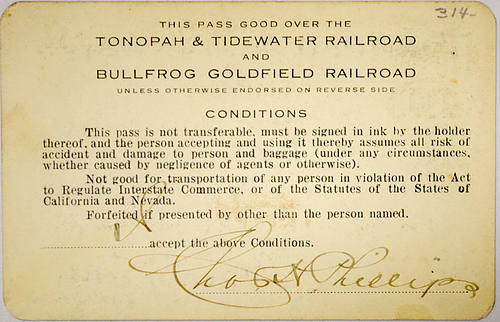 314-
THIS PASS GOOD OVER THE
TONOPAH & TIDEWATER RAILROAD
AND
BULLFROG GOLDFIELD RAILROAD
UNLESS OTHERWISE ENDORSED ON REVERSE SIDE
CONDITIONS
This pass is not transferable, must be signed in ink by the holder
thereof, and the person accepting and using it thereby assumes all risk of
accident and damage to person and baggage (under any circumstances,
whether caused by negligence of agents or otherwise).
Not good for transportation of any person in violation of the Act
to Regulate Interstate Commerce, or of the Statutes of the States of
California and Nevada.
Forfeited if presented by other than the person named.
I accept the above Conditions.
Chas H. Phillips